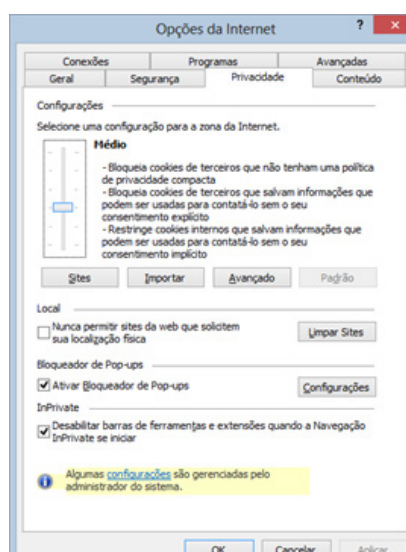 Opções da Internet
?
×
Conexões Programas Avançadas
Geral Segurança Privacidade Conteúdo
Configurações
Selecione uma configuração para a zona da Internet.
Médio
- Bloqueia cookies de terceiros que não tenham uma política
de privacidade compacta
- Bloqueia cookies de terceiros que salvam informações que
podem ser usadas para contatá-lo sem o seu
consentimento explícito
- Restringe cookies internos que salvam informações que
podem ser usadas para contatá-lo sem o seu
consentimento implícito
Sites Importar Avançado Padrão
Local
Nunca permitir sites da web que solicitem
sua localização física
Limpar Sites
Bloqueador de Pop-ups
Ativar Bloqueador de Pop-ups
Configurações
InPrivate
Desabilitar barras de ferramentas e extensões quando a Navegação
InPrivate se iniciar
Algumas configurações são gerenciadas pelo
administrador do sistema.
OK Cancelar Aplicar